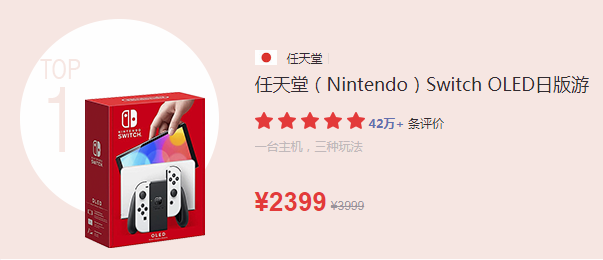 TOP
1
任天堂
任天堂（Nintendo）Switch OLED日版游
42万+ 条评价
一台主机，三种玩法
¥2399 ¥3999
NINTENDO
SWITCH
OLED